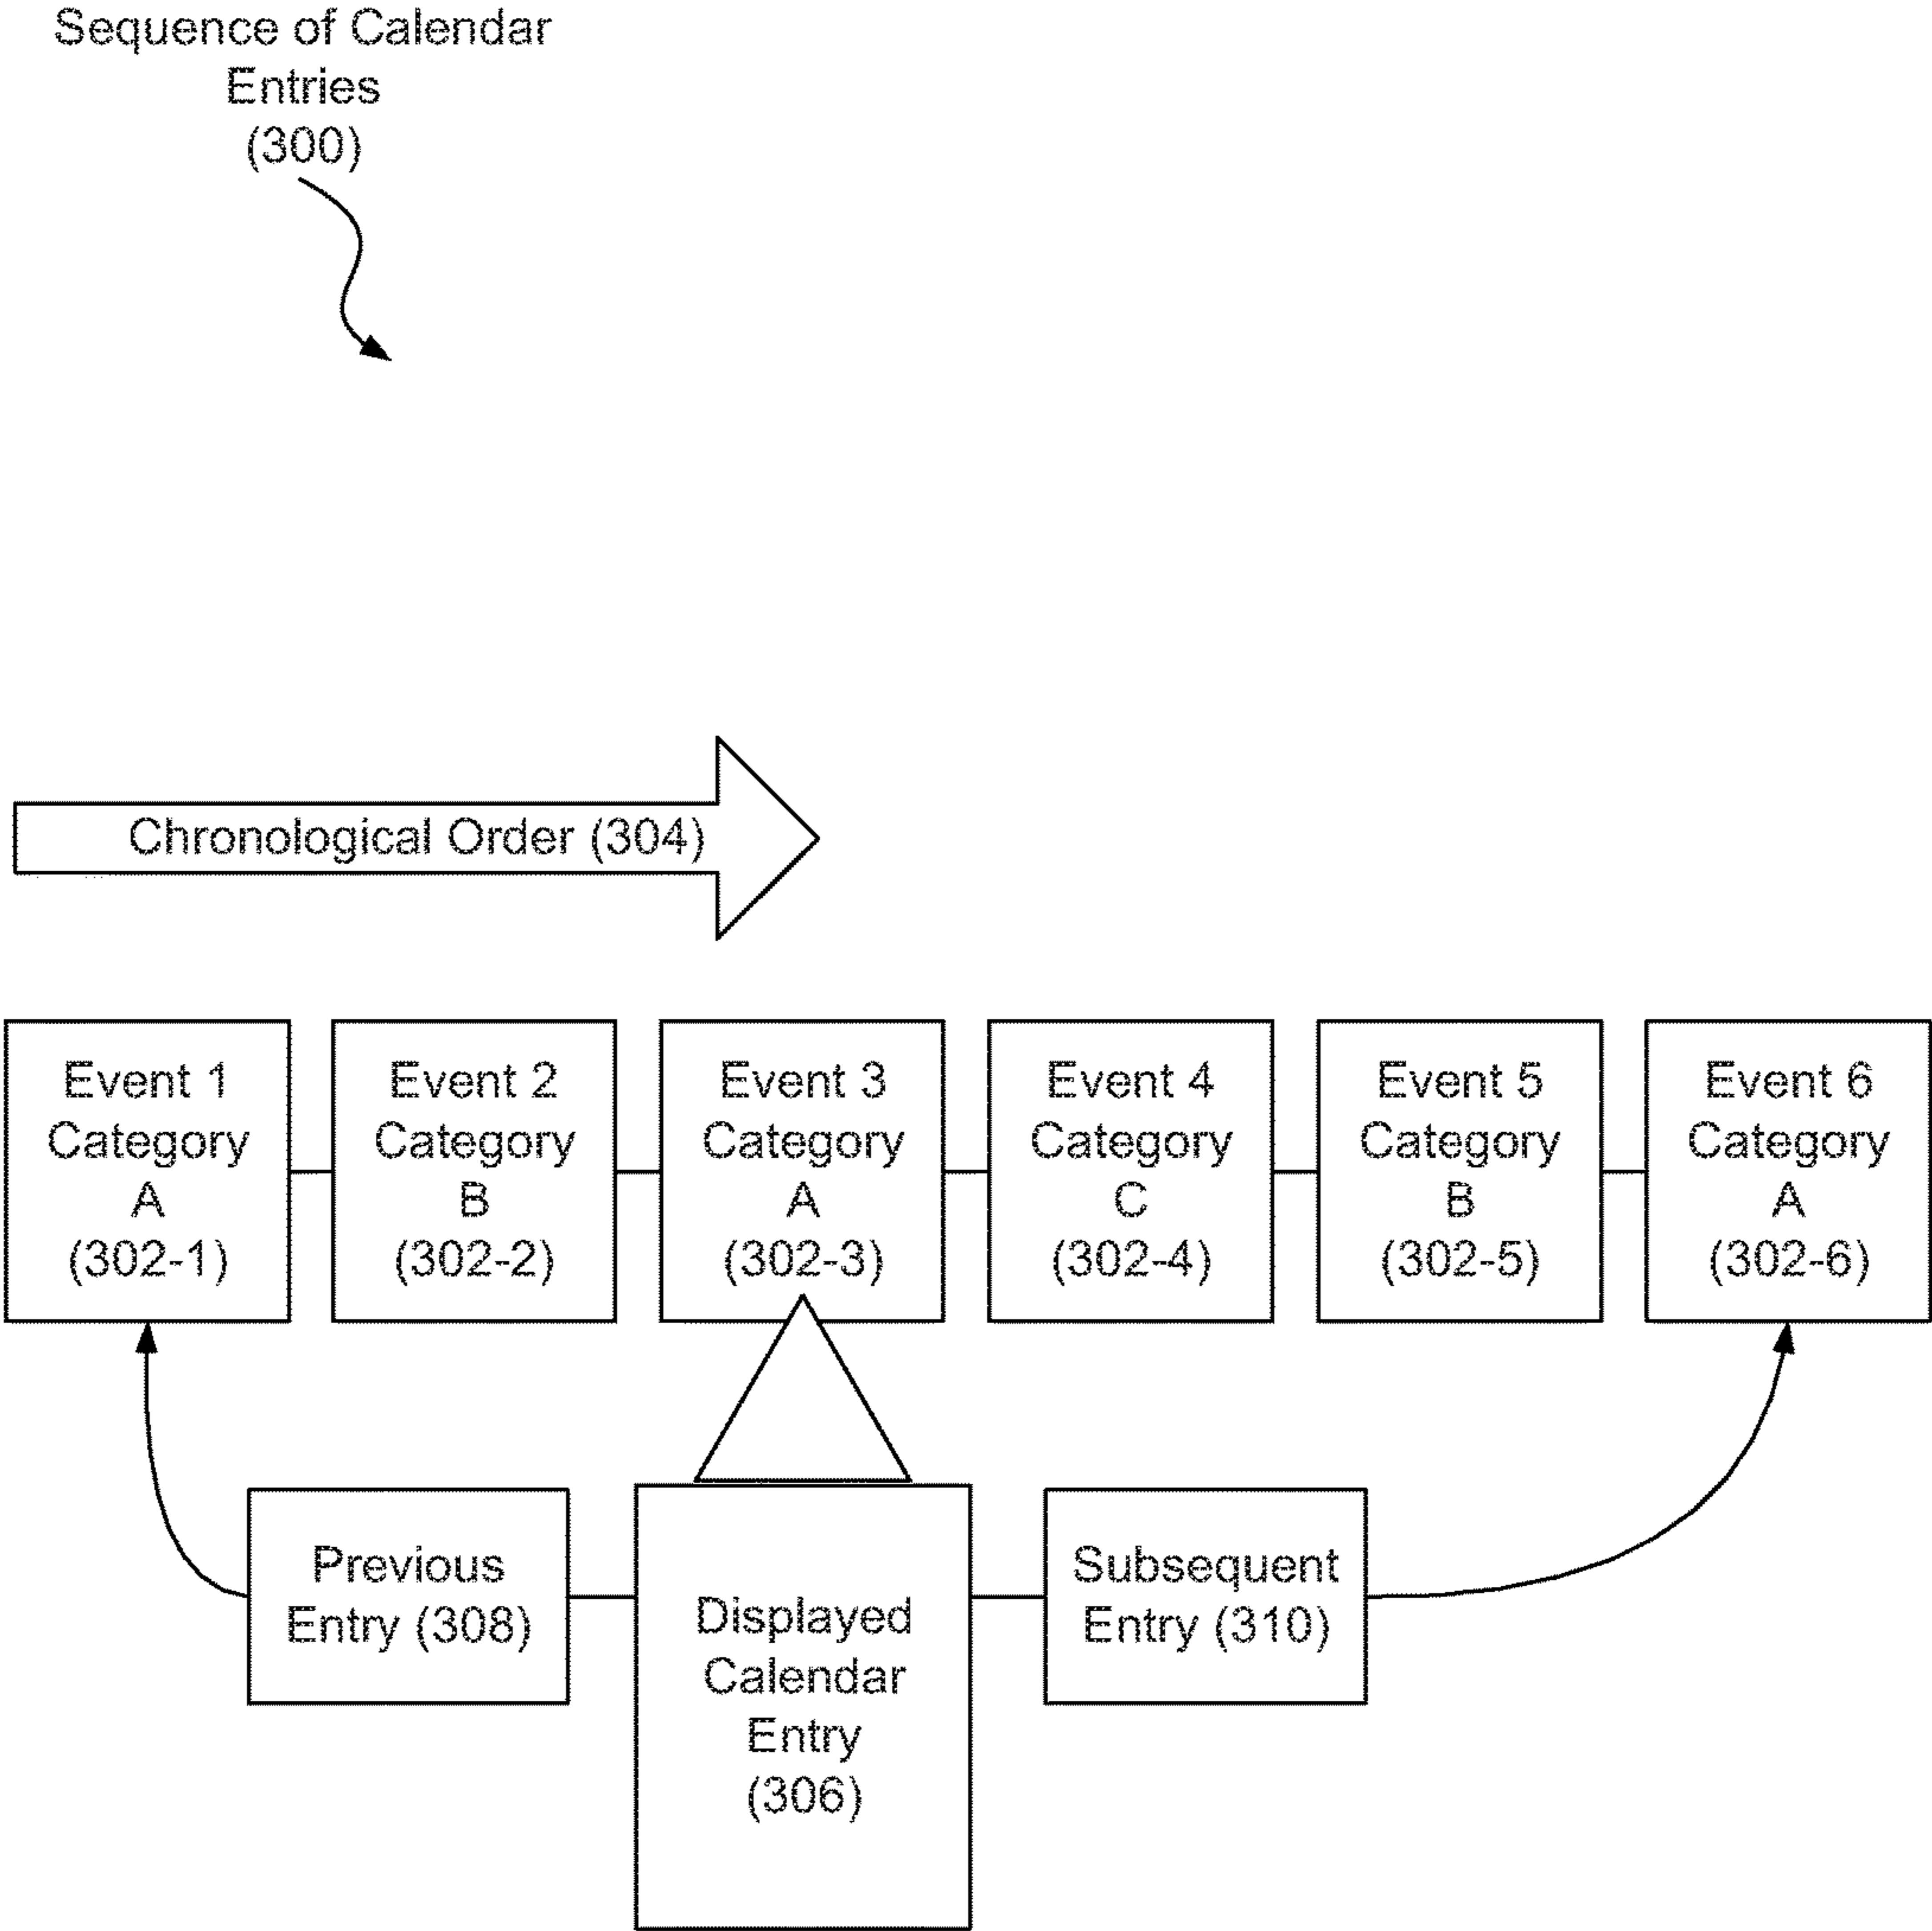 Sequence of Calendar
Entries
(300)
Chronological Order (304)
Event 1
Category
A
(302-1)
Event 2
Category
B
(302-2)
Event 3
Category
A
(302-3)
Event 4
Category
C
(302-4)
Event 5
Category
B
(302-5)
Event 6
Category
A
(302-6)
Previous
Entry (308)
Displayed
Calendar
Entry
(306)
Subsequent
Entry (310)